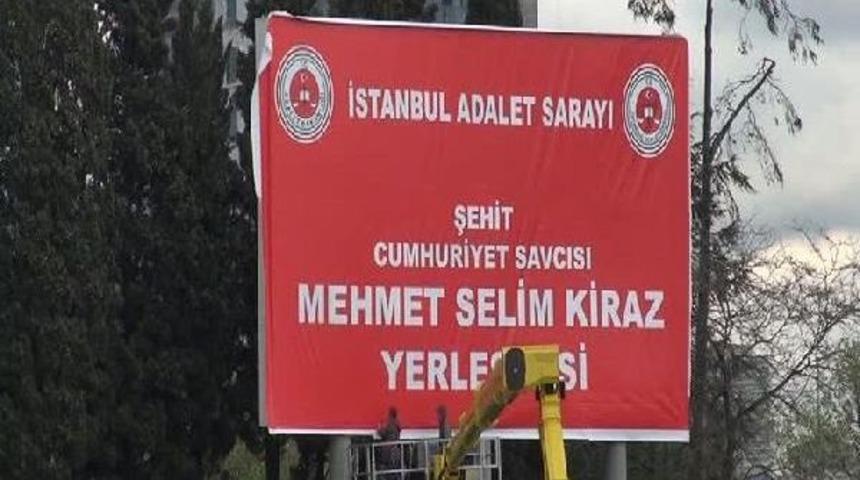 İSTANBUL ADALET SARAYI
ŞEHİT
CUMHURİYET SAVCISI
MEHMET SELİM KİRAZ